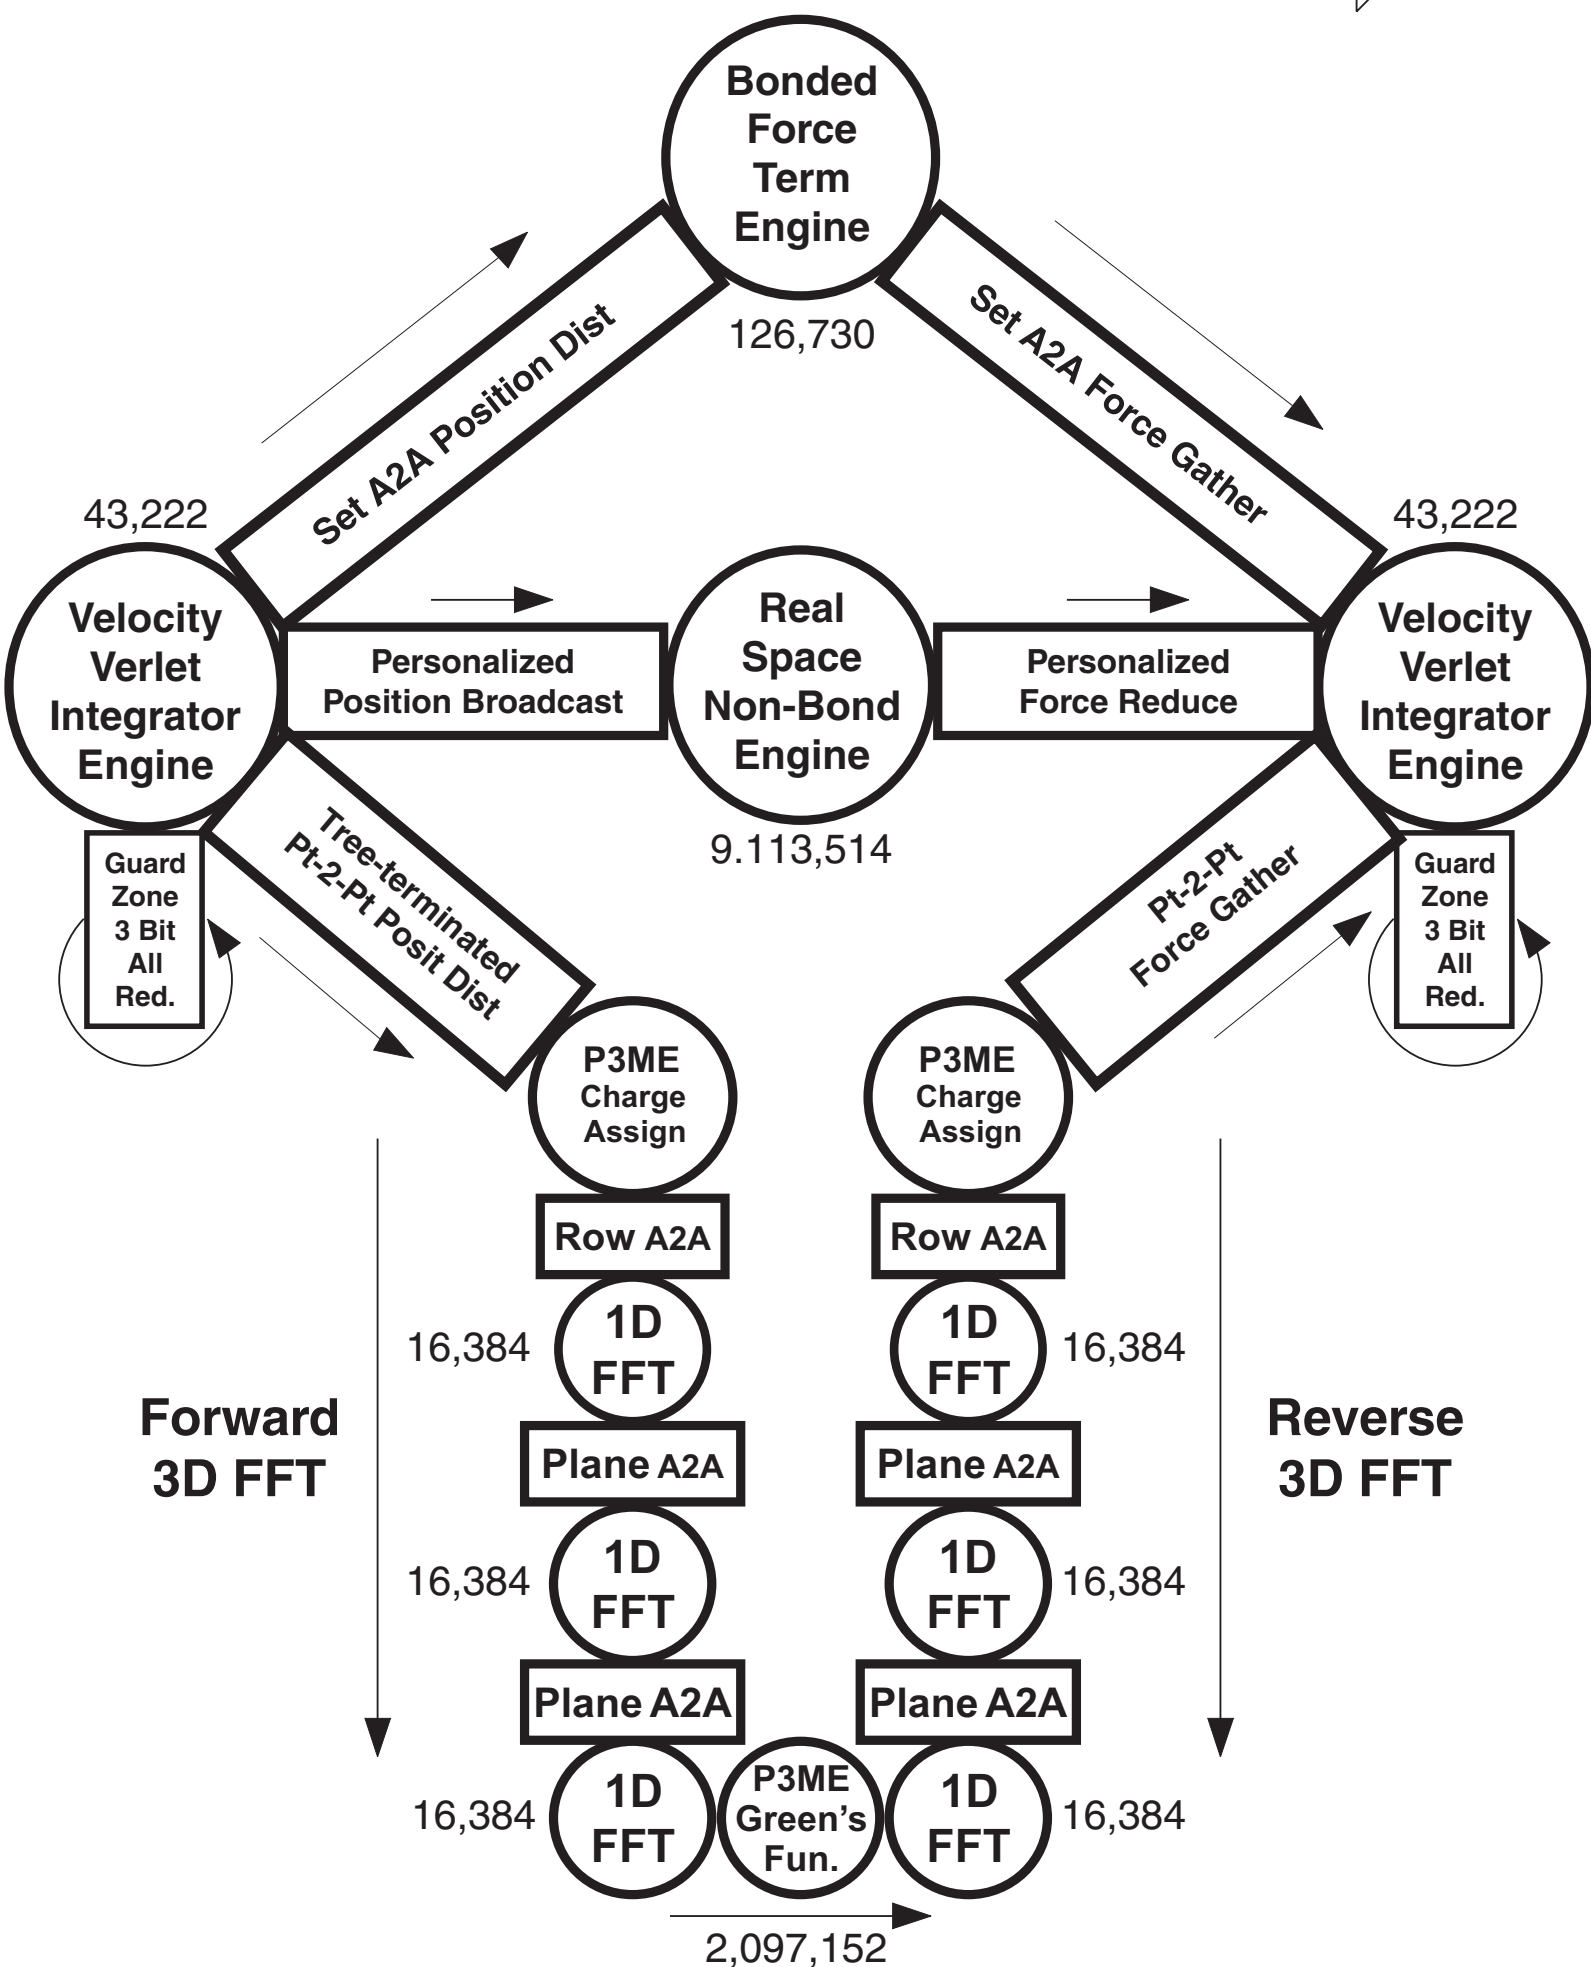 Bonded
Force
Term
Engine
126,730
Set A2A Position Dist
Set A2A Force Gather
43,222
43,222
Velocity
Verlet
Integrator
Engine
Personalized
Position Broadcast
Real
Space
Non-Bond
Engine
9.113,514
Personalized
Force Reduce
Velocity
Verlet
Integrator
Engine
Guard
Zone
3 Bit
All
Red.
Tree-terminated
Pt-2-Pt Posit Dist
Pt-2-Pt
Force Gather
Guard
Zone
3 Bit
All
Red.
P3ME
Charge
Assign
P3ME
Charge
Assign
Row A2A
Row A2A
16,384
1D
FFT
1D
FFT
16,384
Forward
3D FFT
Plane A2A
Plane A2A
Reverse
3D FFT
16,384
1D
FFT
1D
FFT
16,384
Plane A2A
Plane A2A
16,384
1D
FFT
P3ME
Green's
Fun.
1D
FFT
16,384
2,097,152